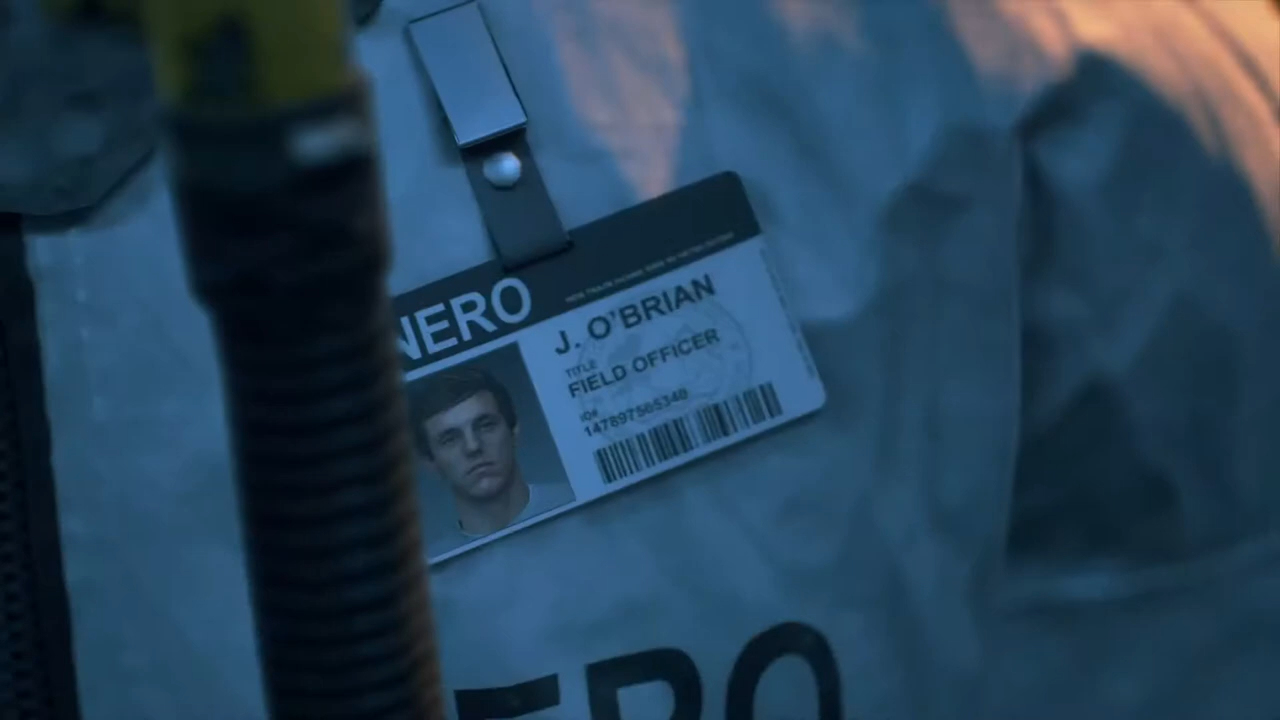 NERO
J. O'BRIAN
TITLE
FIELD OFFICER
ID#
147897565340
ERO